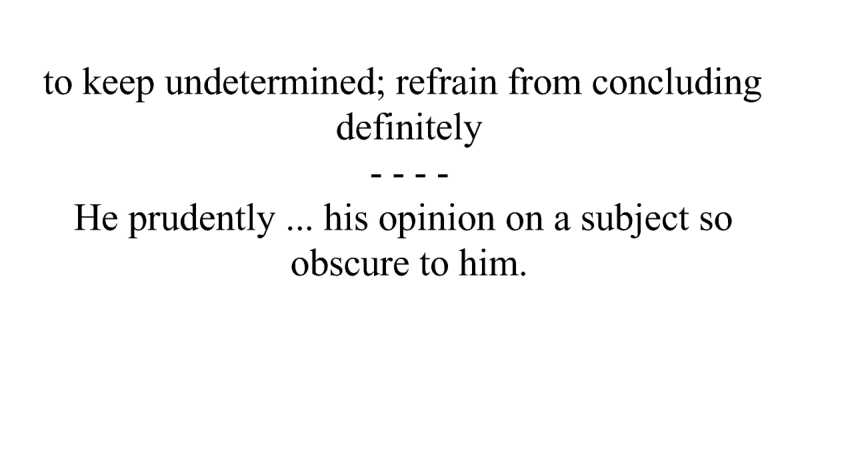 to keep undetermined; refrain from concluding
definitely
- - - -
He prudently ... his opinion on a subject so
obscure to him.